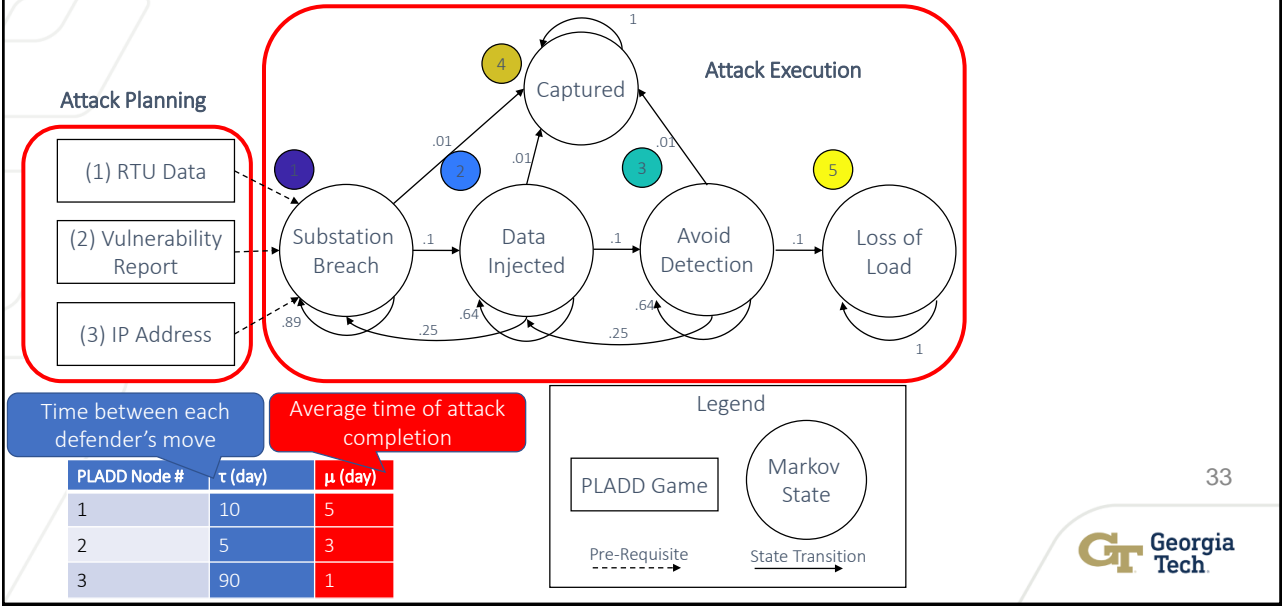 Attack Planning
(1) RTU Data
(2) Vulnerability
Report
(3) IP Address
Attack Execution
1
4
Captured
.01
.01
.01
1
2
3
5
Substation
Breach
.1
Data
Injected
.1
Avoid
Detection
.1
Loss of
Load
.89
.25
.64
.25
.64
1
Time between each
defender's move
Average time of attack
completion
PLADD Node # τ (day) μ (day)
1 10 5
2 5 3
3 90 1
Legend
PLADD Game
Markov
State
Pre-Requisite
State Transition
33
GT Georgia
Tech.